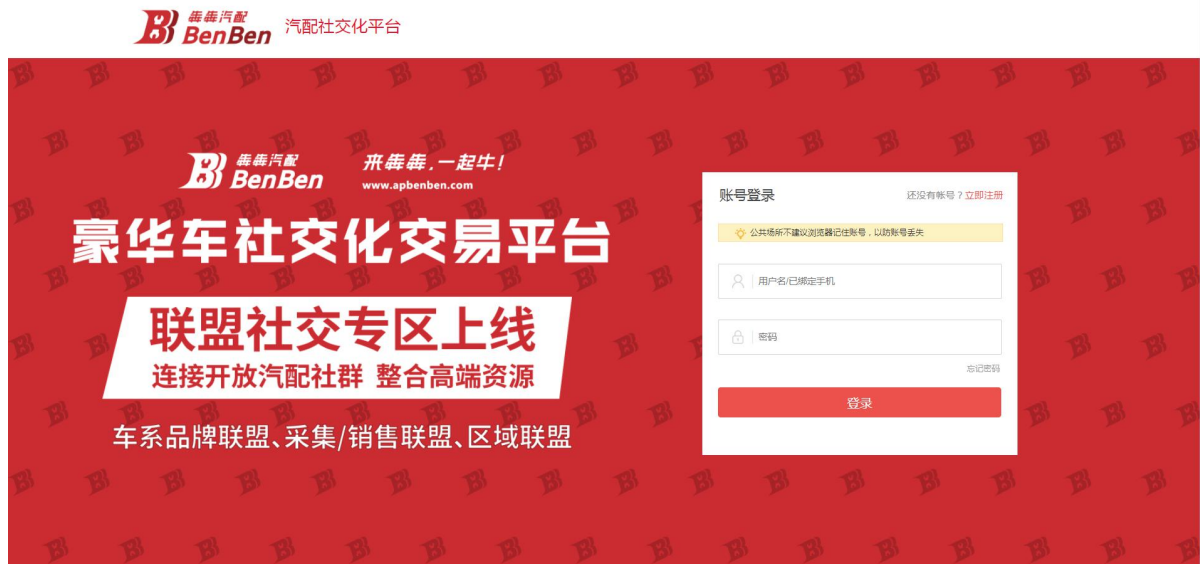 犇犇汽配
BenBen
汽配社交化平台
犇犇汽配
BenBen
来犇犇,一起牛!
www.apbenben.com
豪华车社交化交易平台
联盟社交专区上线
连接开放汽配社群 整合高端资源
车系品牌联盟、采集/销售联盟、区域联盟
账号登录
还没有帐号？立即注册
公共场所不建议浏览器记住账号，以防账号丢失
用户名/已绑定手机
密码
忘记密码
登录